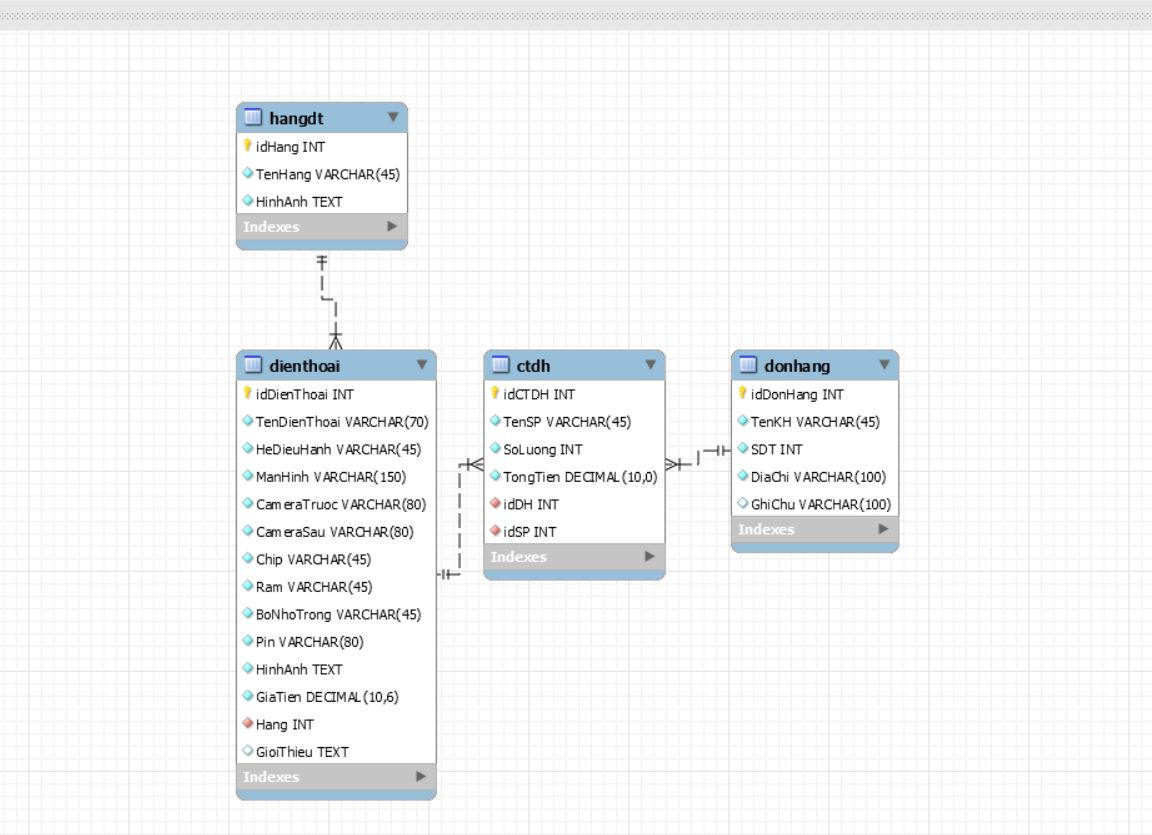 hangdt
idHang INT
TenHang VARCHAR(45)
HinhAnh TEXT
Indexes
dienthoai
idDienThoai INT
TenDienThoai VARCHAR(70)
HeDieuHanh VARCHAR(45)
ManHinh VARCHAR(150)
CameraTruoc VARCHAR(80)
CameraSau VARCHAR(80)
Chip VARCHAR(45)
Ram VARCHAR(45)
BoNhoTrong VARCHAR(45)
Pin VARCHAR(80)
HinhAnh TEXT
GiaTien DECIMAL(10,6)
Hang INT
GioiThieu TEXT
Indexes
ctdh
idCTDH INT
TenSP VARCHAR(45)
SoLuong INT
TongTien DECIMAL(10,0)
idDH INT
idSP INT
Indexes
donhang
idDonHang INT
TenKH VARCHAR(45)
SDT INT
DiaChi VARCHAR(100)
GhiChu VARCHAR(100)
Indexes